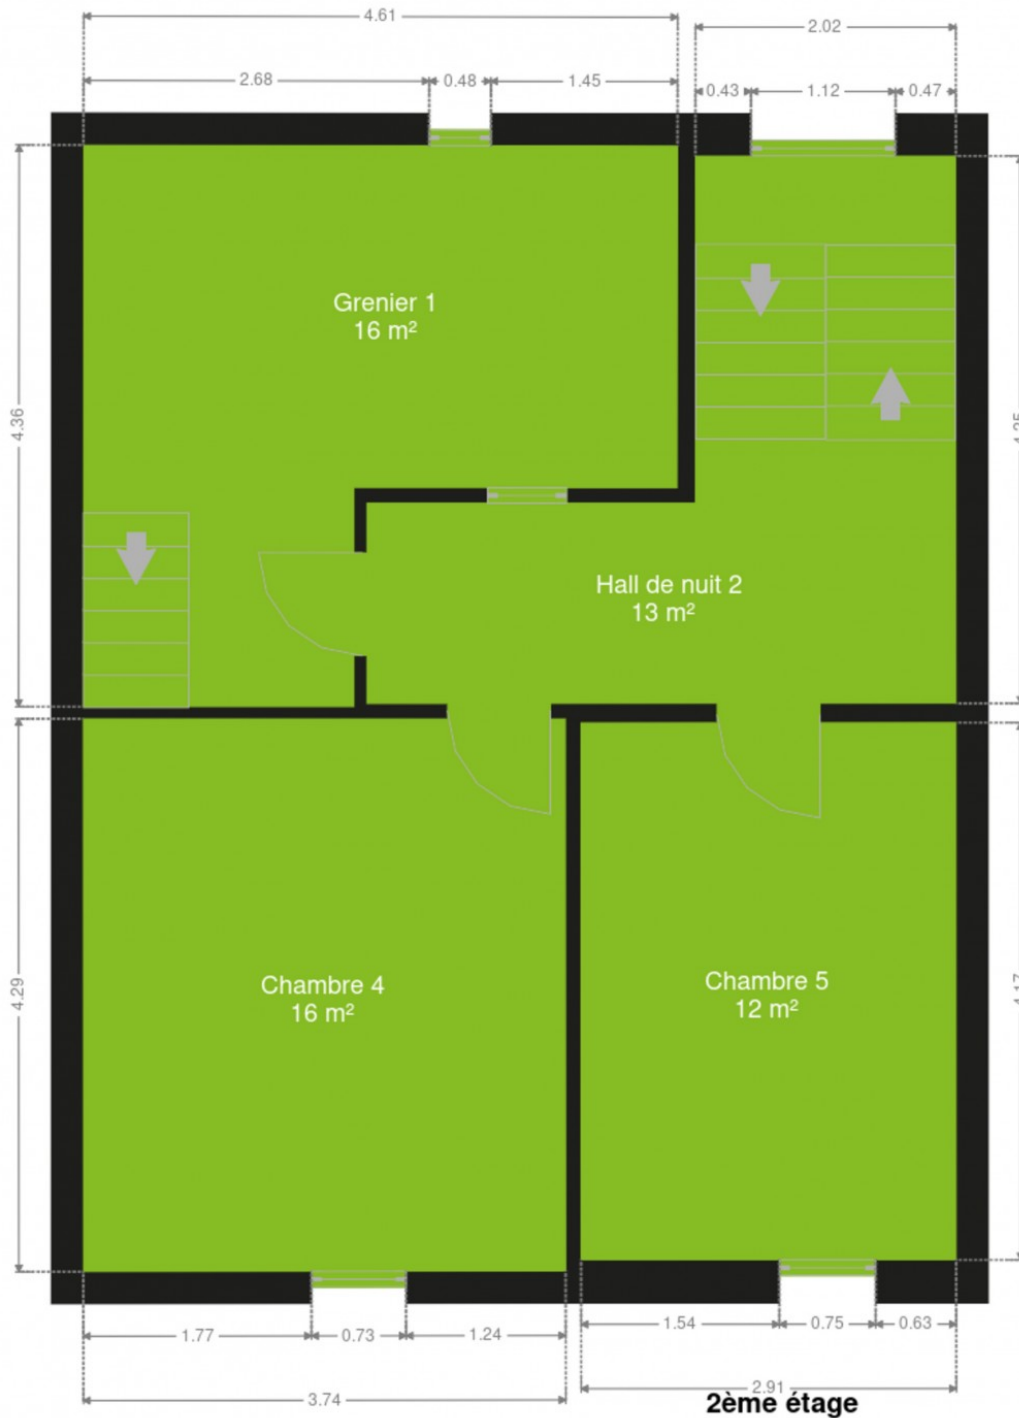 4.61
2.02
2.68
0.48
1.45
0.43
1.12
0.47
Grenier 1
16 m²
4.36
Hall de nuit 2
13 m²
4.29
Chambre 4
16 m²
Chambre 5
12 m²
1.77
0.73
1.24
1.54
0.75
0.63
3.74
2.91
2ème étage